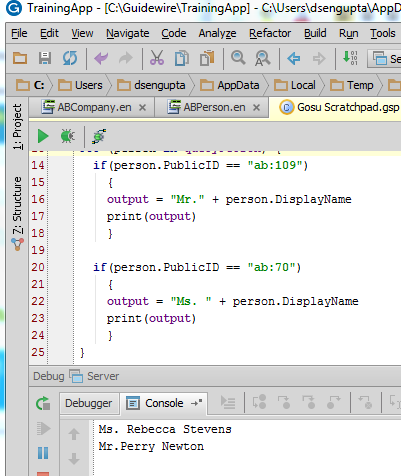 TrainingApp - [C:\Guidewire\TrainingApp] - C:\Users\dsengupta\AppD
File Edit View Navigate Code Analyze Refactor Build Run Tools
Se
C: Users dsengupta AppData Local Temp
ABCompany.en ABPerson.en Gosu Scratchpad.gsp
1: Project
Z: Structure
14 if(person.PublicID == "ab:109")
15 {
16 output = "Mr." + person.DisplayName
17 print(output)
18 }
19
20 if(person.PublicID == "ab:70")
21 {
22 output = "Ms. " + person.DisplayName
23 print(output)
24 }
25 }
Debug Server
Debugger Console
Ms. Rebecca Stevens
Mr.Perry Newton